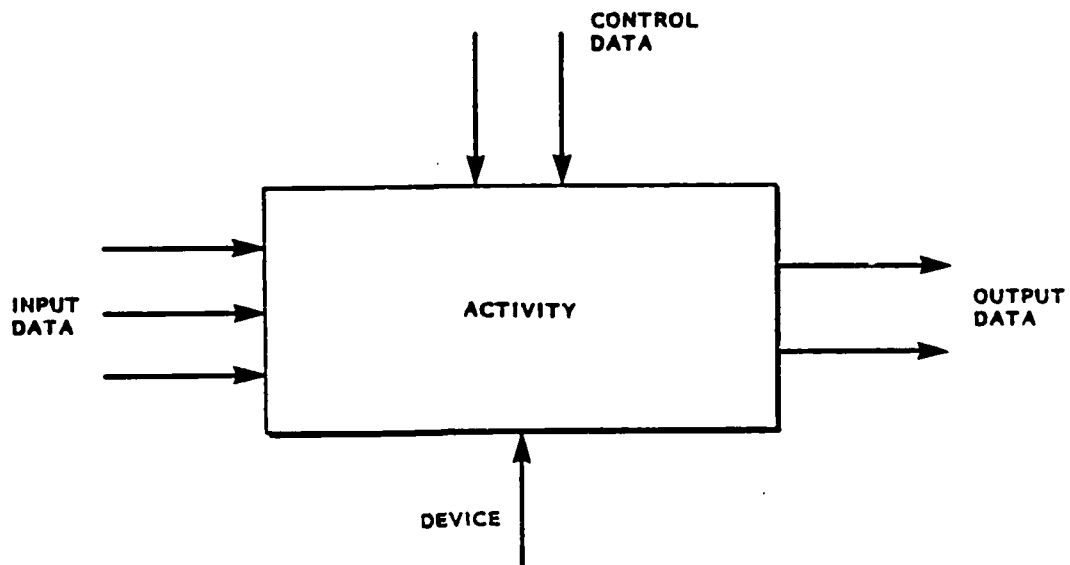 CONTROL
DATA
INPUT
DATA
ACTIVITY
OUTPUT
DATA
DEVICE